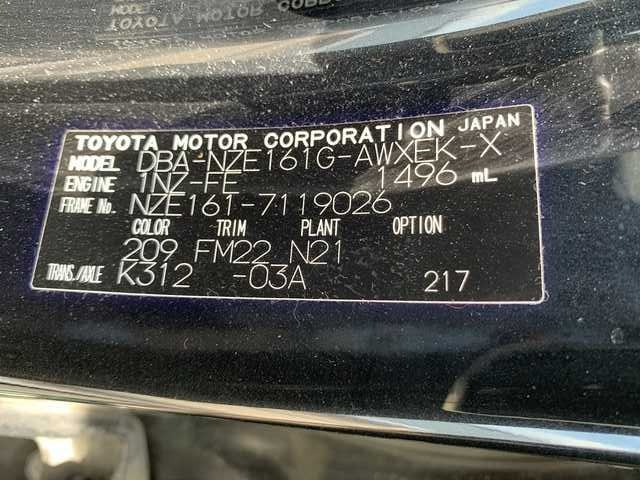 TOYOTA MOTOR CORPORATION JAPAN
MODEL DBA-NZE161G-AWXEK-X
ENGINE 1NZ-FE 1496 mL
FRAME No. NZE161-7119026
COLOR TRIM PLANT OPTION
209 FM22 N21
TRANS./AXLE K312 -03A 217